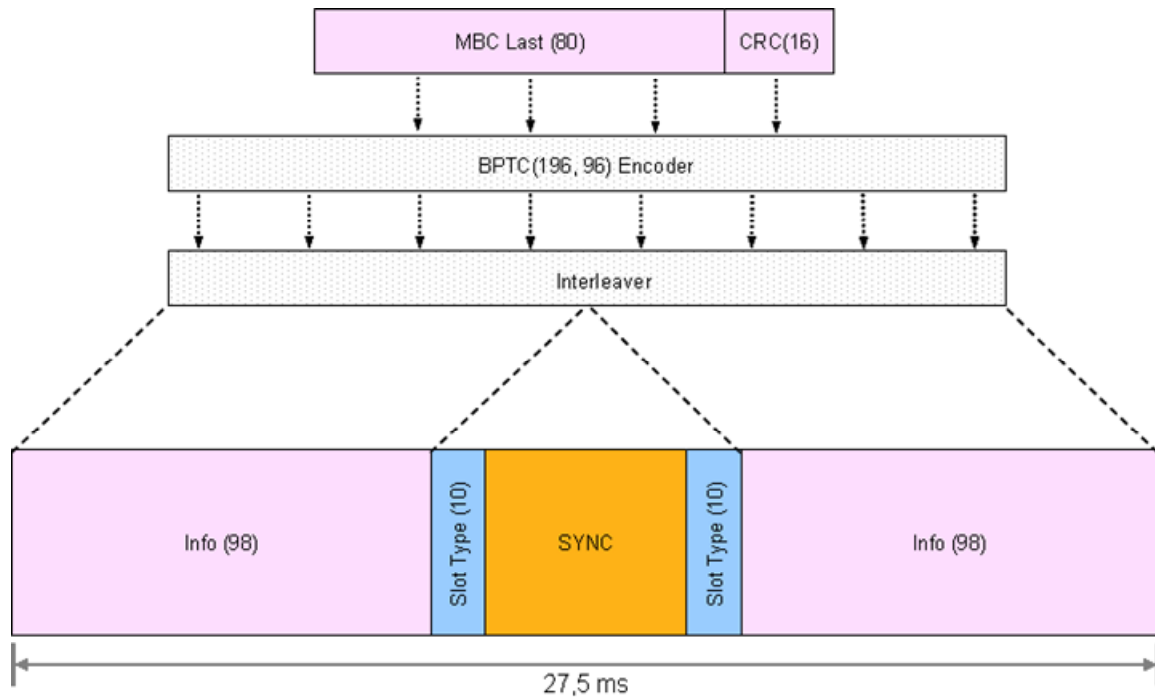 MBC Last (80)
CRC(16)
BPTC(196, 96) Encoder
Interleaver
Info (98)
Slot Type (10)
SYNC
Slot Type (10)
Info (98)
27,5 ms